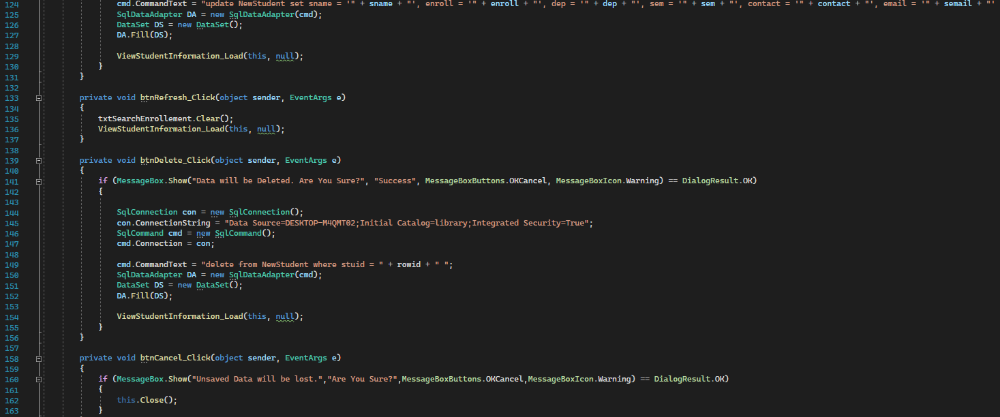 124 cmd.CommandText = "update NewStudent set sname = '" + sname + "', enroll = '" + enroll + "', dep = '" + dep + "', sem = '" + sem + "', contact = '" + contact + "', email = '" + semail + "'
125 SqlDataAdapter DA = new SqlDataAdapter(cmd);
126 DataSet DS = new DataSet();
127 DA.Fill(DS);
128
129 ViewStudentInformation_Load(this, null);
130 }
131 }
132
133 private void btnRefresh_Click(object sender, EventArgs e)
134 {
135 txtSearchEnrollement.Clear();
136 ViewStudentInformation_Load(this, null);
137 }
138
139 private void btnDelete_Click(object sender, EventArgs e)
140 {
141 if (MessageBox.Show("Data will be Deleted. Are You Sure?", "Success", MessageBoxButtons.OKCancel, MessageBoxIcon.Warning) == DialogResult.OK)
142 {
143
144 SqlConnection con = new SqlConnection();
145 con.ConnectionString = "Data Source=DESKTOP-M4QMT02;Initial Catalog=library;Integrated Security=True";
146 SqlCommand cmd = new SqlCommand();
147 cmd.Connection = con;
148
149 cmd.CommandText = "delete from NewStudent where stuid = " + rowid + " ";
150 SqlDataAdapter DA = new SqlDataAdapter(cmd);
151 DataSet DS = new DataSet();
152 DA.Fill(DS);
153
154 ViewStudentInformation_Load(this, null);
155 }
156 }
157
158 private void btnCancel_Click(object sender, EventArgs e)
159 {
160 if (MessageBox.Show("Unsaved Data will be lost.","Are You Sure?",MessageBoxButtons.OKCancel,MessageBoxIcon.Warning) == DialogResult.OK)
161 {
162 this.Close();
163 }